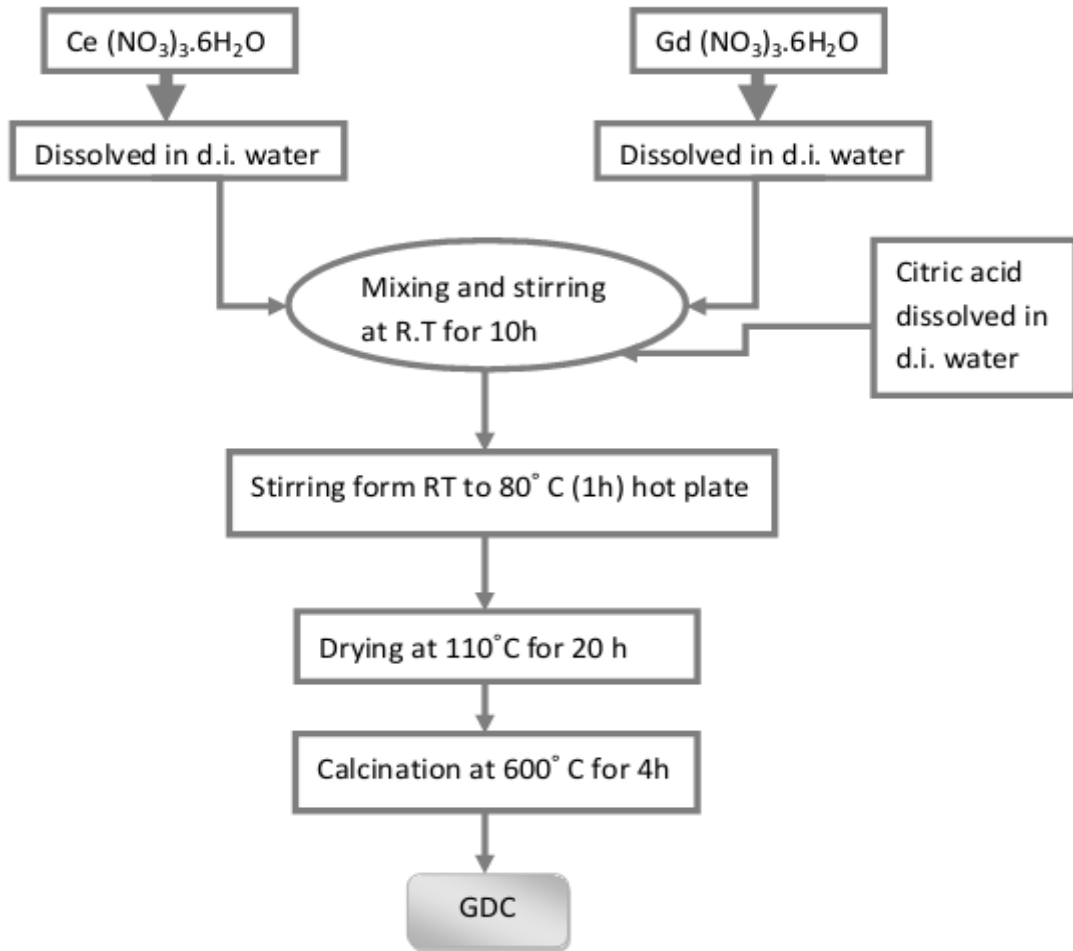 Ce (NO₃)₃.6H₂O
Gd (NO₃)₃.6H₂O
Dissolved in d.i. water
Dissolved in d.i. water
Mixing and stirring
at R.T for 10h
Citric acid
dissolved in
d.i. water
Stirring form RT to 80° C (1h) hot plate
Drying at 110°C for 20 h
Calcination at 600° C for 4h
GDC